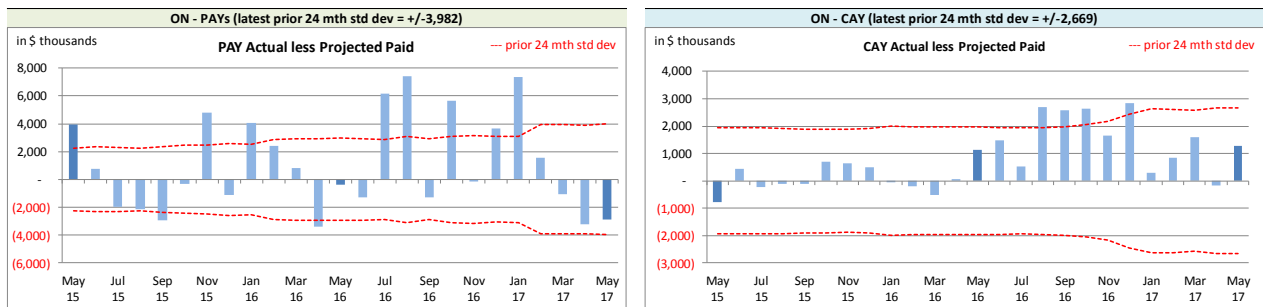 ON - PAYs (latest prior 24 mth std dev = +/-3,982)
in $ thousands
PAY Actual less Projected Paid
--- prior 24 mth std dev
8,000
6,000
4,000
2,000
-
(2,000)
(4,000)
(6,000)
May Jul Sep Nov Jan Mar May Jul Sep Nov Jan Mar May
15 15 15 15 16 16 16 16 16 16 17 17 17
ON - CAY (latest prior 24 mth std dev = +/-2,669)
in $ thousands
CAY Actual less Projected Paid
--- prior 24 mth std dev
4,000
3,000
2,000
1,000
-
(1,000)
(2,000)
(3,000)
May Jul Sep Nov Jan Mar May Jul Sep Nov Jan Mar May
15 15 15 15 16 16 16 16 16 16 17 17 17